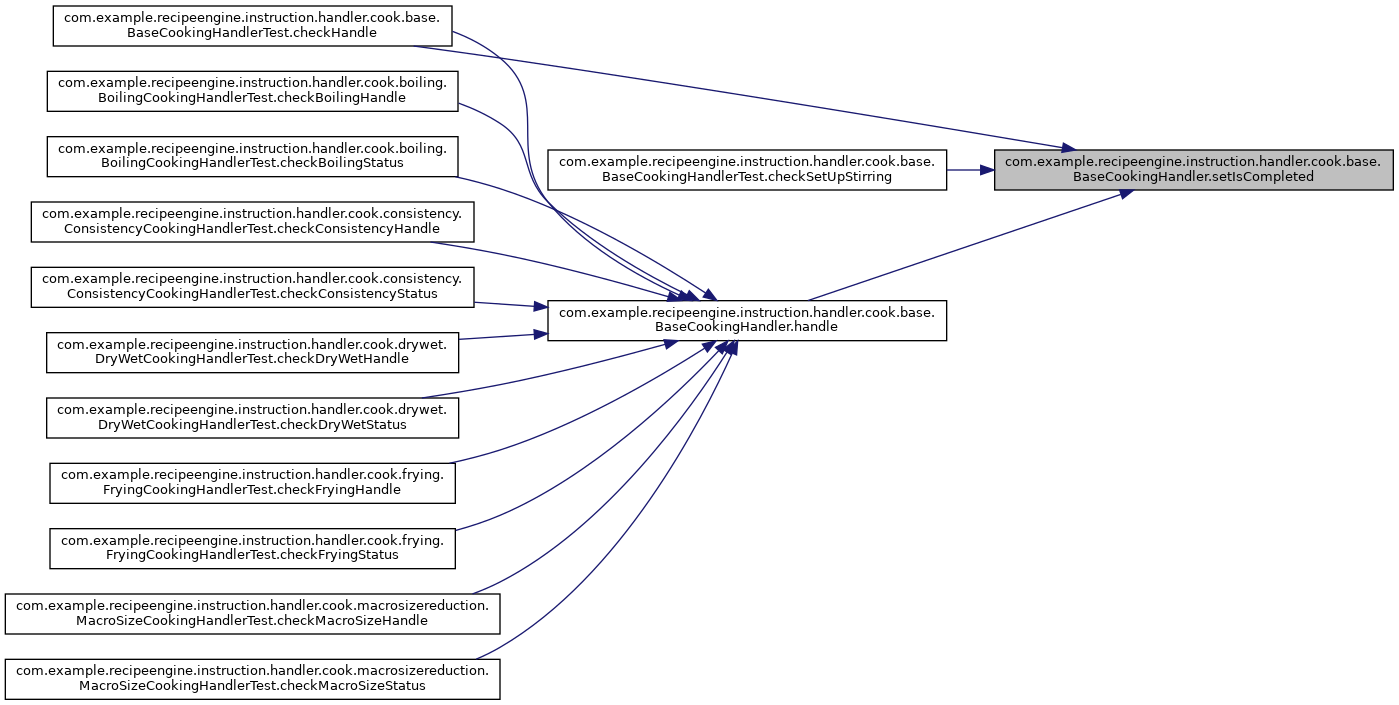 com.example.recipeengine.instruction.handler.cook.base.
BaseCookingHandlerTest.checkHandle
com.example.recipeengine.instruction.handler.cook.boiling.
BoilingCookingHandlerTest.checkBoilingHandle
com.example.recipeengine.instruction.handler.cook.boiling.
BoilingCookingHandlerTest.checkBoilingStatus
com.example.recipeengine.instruction.handler.cook.base.
BaseCookingHandlerTest.checkSetUpStirring
com.example.recipeengine.instruction.handler.cook.base.
BaseCookingHandler.setIsCompleted
com.example.recipeengine.instruction.handler.cook.consistency.
ConsistencyCookingHandlerTest.checkConsistencyHandle
com.example.recipeengine.instruction.handler.cook.consistency.
ConsistencyCookingHandlerTest.checkConsistencyStatus
com.example.recipeengine.instruction.handler.cook.base.
BaseCookingHandler.handle
com.example.recipeengine.instruction.handler.cook.drywet.
DryWetCookingHandlerTest.checkDryWetHandle
com.example.recipeengine.instruction.handler.cook.drywet.
DryWetCookingHandlerTest.checkDryWetStatus
com.example.recipeengine.instruction.handler.cook.frying.
FryingCookingHandlerTest.checkFryingHandle
com.example.recipeengine.instruction.handler.cook.frying.
FryingCookingHandlerTest.checkFryingStatus
com.example.recipeengine.instruction.handler.cook.macrosizereduction.
MacroSizeCookingHandlerTest.checkMacroSizeHandle
com.example.recipeengine.instruction.handler.cook.macrosizereduction.
MacroSizeCookingHandlerTest.checkMacroSizeStatus